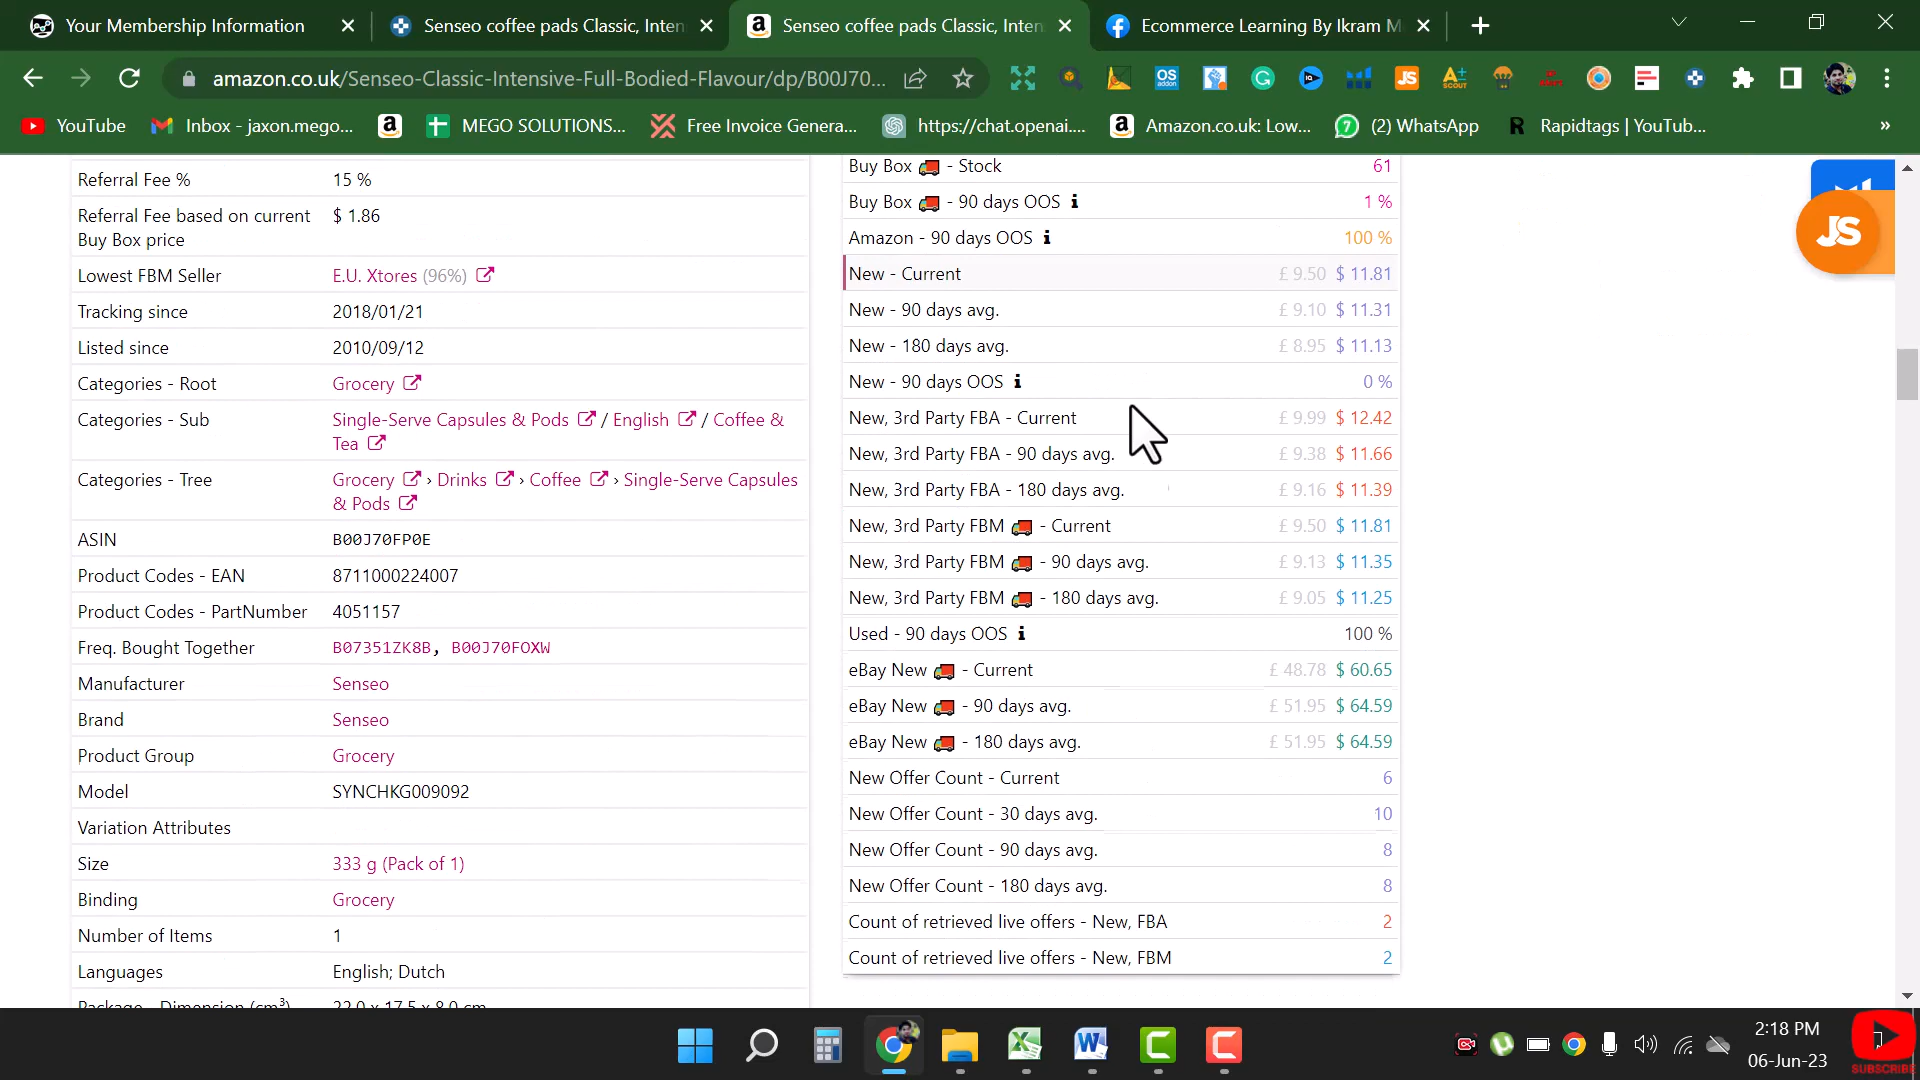 Your Membership Information
Senseo coffee pads Classic, Inten
Senseo coffee pads Classic, Inten
Ecommerce Learning By Ikram M
amazon.co.uk/Senseo-Classic-Intensive-Full-Bodied-Flavour/dp/B00J70...
YouTube
Inbox - jaxon.mego...
MEGO SOLUTIONS...
Free Invoice Genera...
https://chat.openai....
Amazon.co.uk: Low...
(2) WhatsApp
Rapidtags | YouTub...
Referral Fee % 15 %
Referral Fee based on current Buy Box price $ 1.86
Lowest FBM Seller E.U. Xtores (96%)
Tracking since 2018/01/21
Listed since 2010/09/12
Categories - Root Grocery
Categories - Sub Single-Serve Capsules & Pods / English / Coffee & Tea
Categories - Tree Grocery › Drinks › Coffee › Single-Serve Capsules & Pods
ASIN B00J70FP0E
Product Codes - EAN 8711000224007
Product Codes - PartNumber 4051157
Freq. Bought Together B07351ZK8B, B00J70FOXW
Manufacturer Senseo
Brand Senseo
Product Group Grocery
Model SYNCHKG009092
Variation Attributes
Size 333 g (Pack of 1)
Binding Grocery
Number of Items 1
Languages English; Dutch
Package - Dimension (cm³) 22.0 x 17.5 x 8.0 cm
Buy Box - Stock 61
Buy Box - 90 days OOS 1 %
Amazon - 90 days OOS 100 %
New - Current £ 9.50 $ 11.81
New - 90 days avg. £ 9.10 $ 11.31
New - 180 days avg. £ 8.95 $ 11.13
New - 90 days OOS 0 %
New, 3rd Party FBA - Current £ 9.99 $ 12.42
New, 3rd Party FBA - 90 days avg. £ 9.38 $ 11.66
New, 3rd Party FBA - 180 days avg. £ 9.16 $ 11.39
New, 3rd Party FBM - Current £ 9.50 $ 11.81
New, 3rd Party FBM - 90 days avg. £ 9.13 $ 11.35
New, 3rd Party FBM - 180 days avg. £ 9.05 $ 11.25
Used - 90 days OOS 100 %
eBay New - Current £ 48.78 $ 60.65
eBay New - 90 days avg. £ 51.95 $ 64.59
eBay New - 180 days avg. £ 51.95 $ 64.59
New Offer Count - Current 6
New Offer Count - 30 days avg. 10
New Offer Count - 90 days avg. 8
New Offer Count - 180 days avg. 8
Count of retrieved live offers - New, FBA 2
Count of retrieved live offers - New, FBM 2
JS
2:18 PM
06-Jun-23
SUBSCRIBE